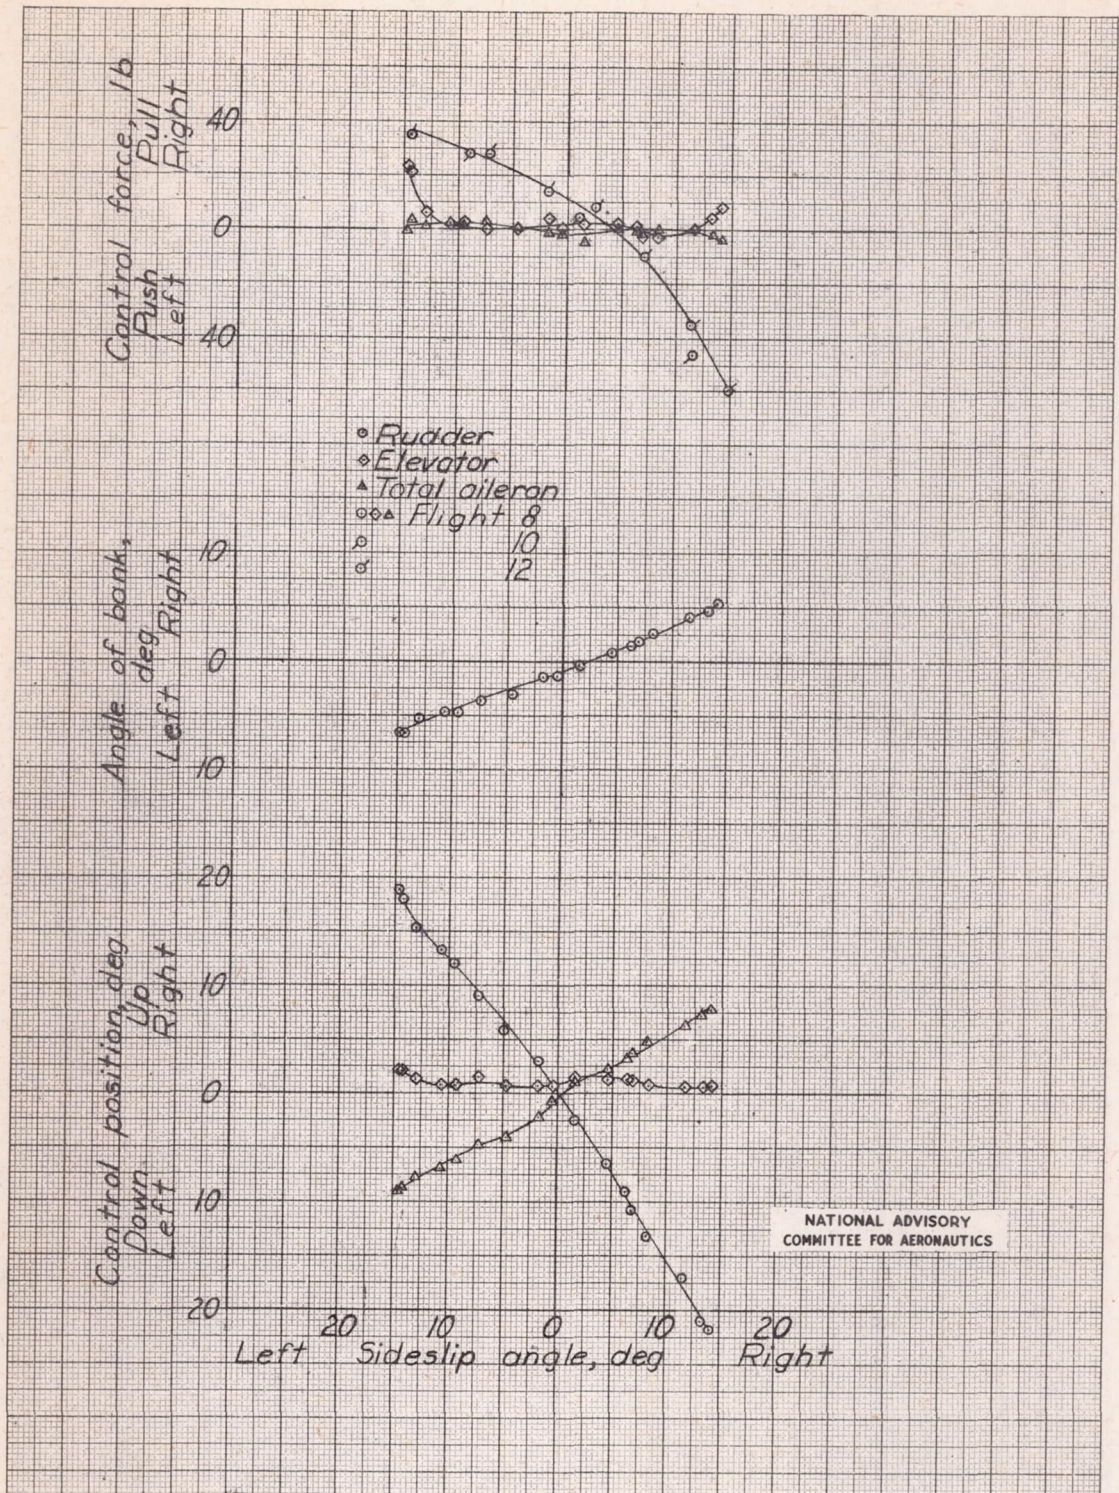 Control force, lb
Push Pull
Left Right
40
0
40
Rudder
Elevator
Total aileron
Flight 8
10
12
Angle of bank,
deg
Left Right
10
0
10
Control position, deg
Down Up
Left Right
20
10
0
10
20
20 10 0 10 20
Left Sideslip angle, deg Right
NATIONAL ADVISORY
COMMITTEE FOR AERONAUTICS